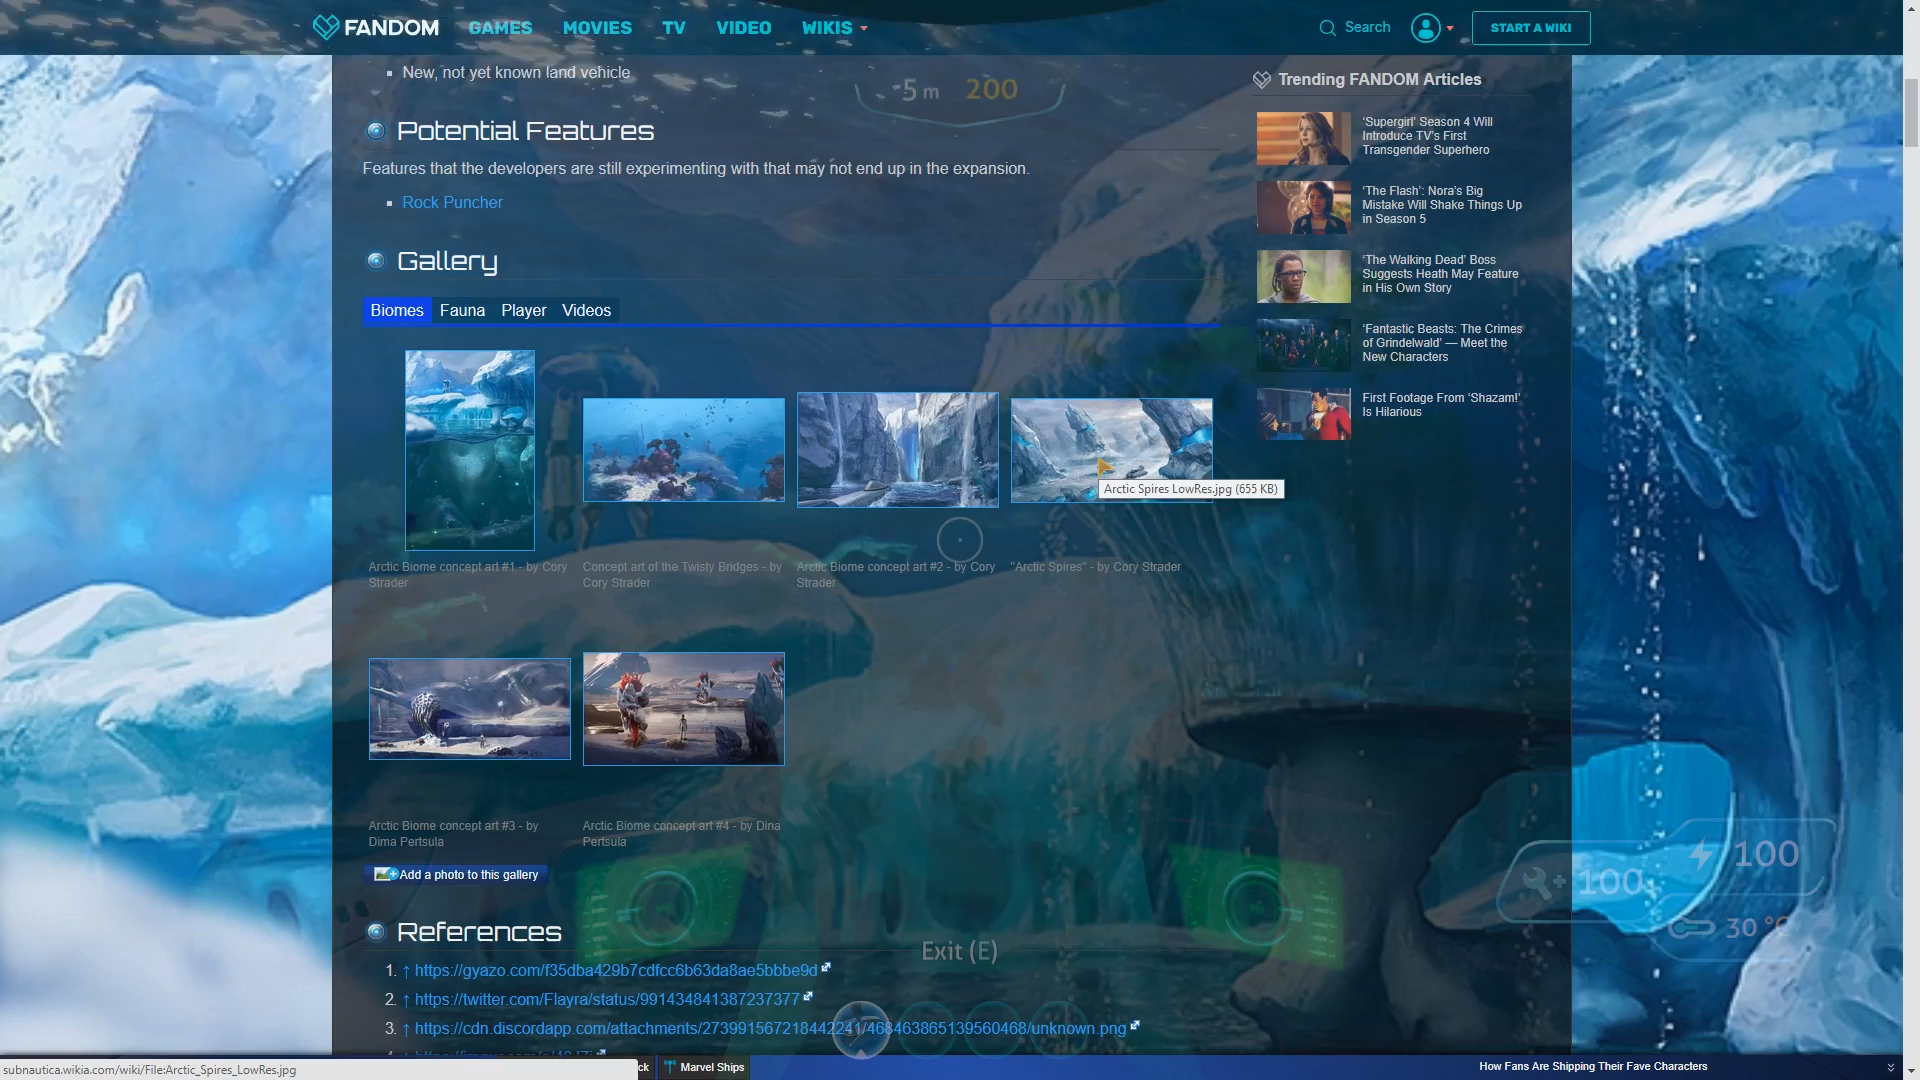 FANDOM GAMES MOVIES TV VIDEO WIKIS Search START A WIKI
New, not yet known land vehicle
-5 m 200
Potential Features
Features that the developers are still experimenting with that may not end up in the expansion.
Rock Puncher
Gallery
Biomes Fauna Player Videos
Arctic Spires LowRes.jpg (655 KB)
Arctic Biome concept art #1 - by Cory
Strader
Concept art of the Twisty Bridges - by
Cory Strader
Arctic Biome concept art #2 - by Cory
Strader
"Arctic Spires" - by Cory Strader
Arctic Biome concept art #3 - by
Dima Pertsula
Arctic Biome concept art #4 - by Dina
Pertsula
Add a photo to this gallery
References
1. ↑ https://gyazo.com/f35dba429b7cdfcc6b63da8ae5bbbe9d
2. ↑ https://twitter.com/Flayra/status/991434841387237377
3. ↑ https://cdn.discordapp.com/attachments/273991567218442241/468463865139560468/unknown.png
Exit (E)
Trending FANDOM Articles
‘Supergirl’ Season 4 Will
Introduce TV’s First
Transgender Superhero
‘The Flash’: Nora’s Big
Mistake Will Shake Things Up
in Season 5
‘The Walking Dead’ Boss
Suggests Heath May Feature
in His Own Story
‘Fantastic Beasts: The Crimes
of Grindelwald’ — Meet the
New Characters
First Footage From ‘Shazam!’
Is Hilarious
100
100
30 °C
subnautica.wikia.com/wiki/File:Arctic_Spires_LowRes.jpg
ck
Marvel Ships
How Fans Are Shipping Their Fave Characters